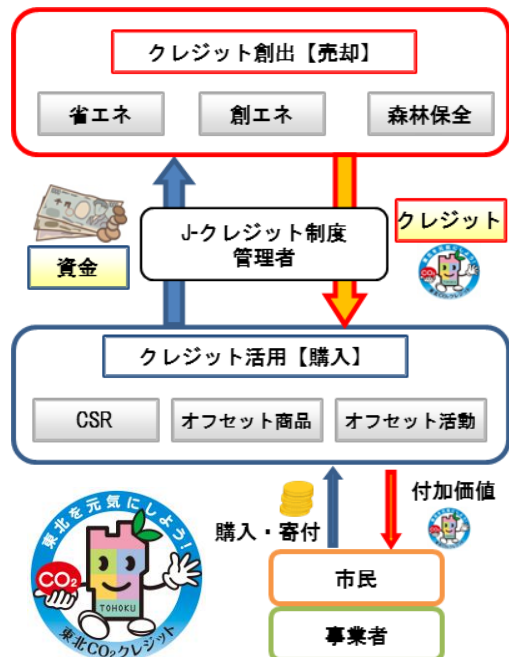 クレジット創出【売却】
省エネ
創エネ
森林保全
資金
J-クレジット制度
管理者
クレジット
クレジット活用【購入】
CSR
オフセット商品
オフセット活動
購入・寄付
付加価値
市民
事業者
東北を元気にしよう!
CO2
TOHOKU
東北CO2クレジット